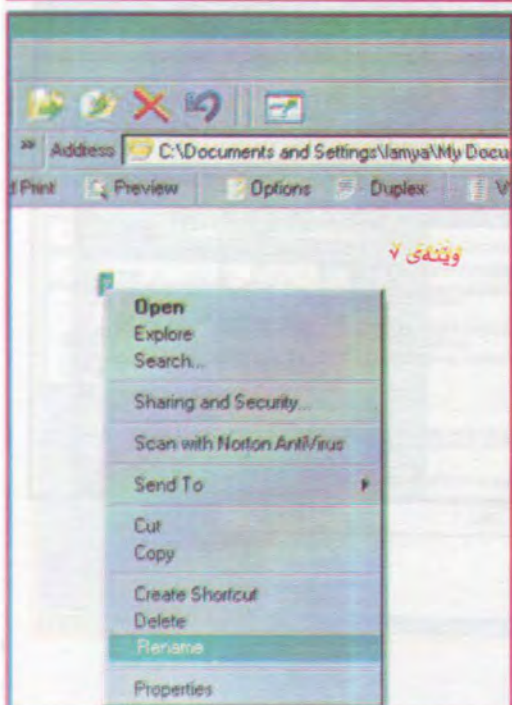 » Address C:\Documents and Settings\lamya\My Docu
d Print Preview Options Duplex
وێنەی ٧
Open
Explore
Search...
Sharing and Security...
Scan with Norton AntiVirus
Send To
Cut
Copy
Create Shortcut
Delete
Rename
Properties